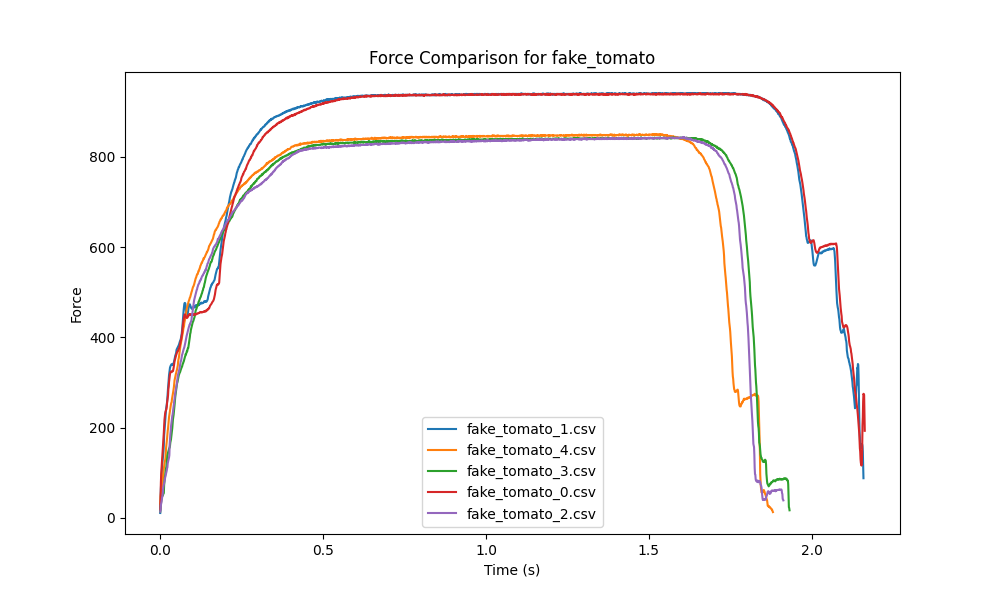 Force Comparison for fake_tomato
Force
800
600
400
200
0
fake_tomato_1.csv
fake_tomato_4.csv
fake_tomato_3.csv
fake_tomato_0.csv
fake_tomato_2.csv
0.0 0.5 1.0 1.5 2.0
Time (s)